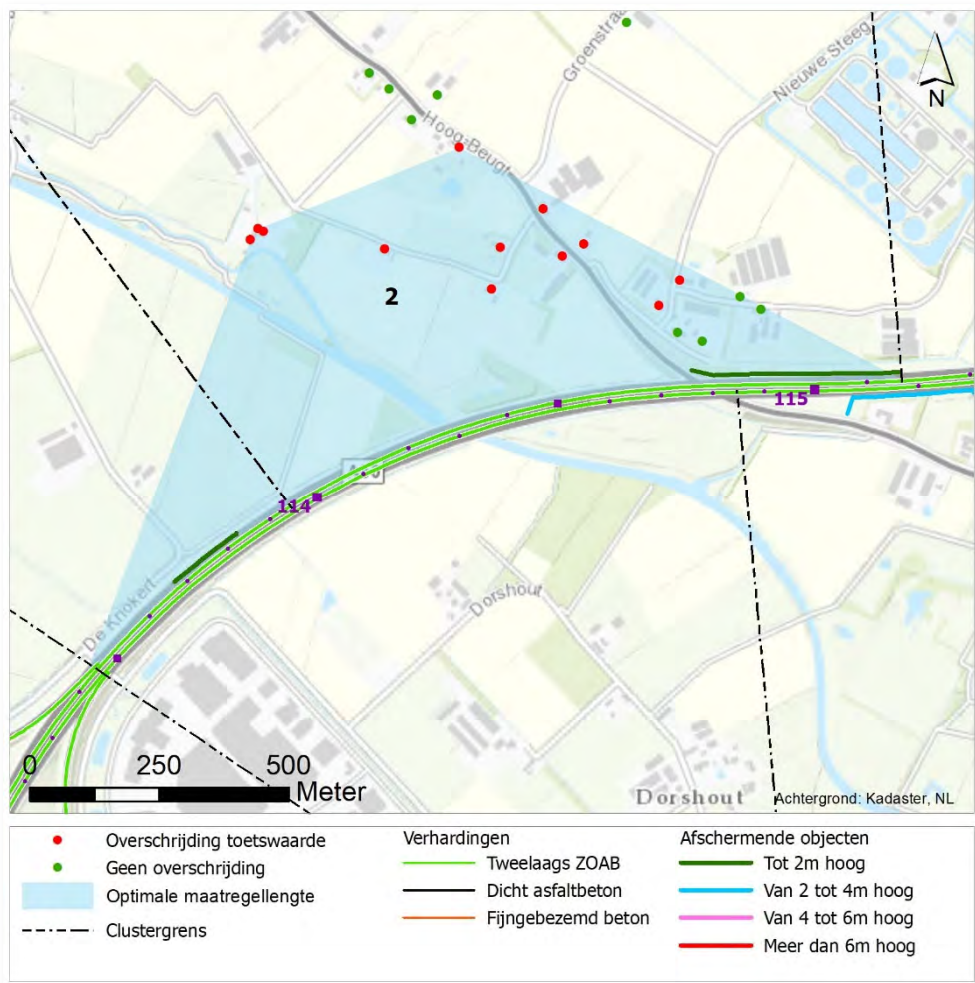 Groenstraa
Nieuwe Steeg
N
Hoog-Beugt
2
115
114
De Knokert
Dorshout
0 250 500
Meter
Dorshout
Achtergrond: Kadaster, NL
Overschrijding toetswaarde
Geen overschrijding
Optimale maatregellengte
Clustergrens
Verhardingen
Tweelaags ZOAB
Dicht asfaltbeton
Fijngebezemd beton
Afschermende objecten
Tot 2m hoog
Van 2 tot 4m hoog
Van 4 tot 6m hoog
Meer dan 6m hoog